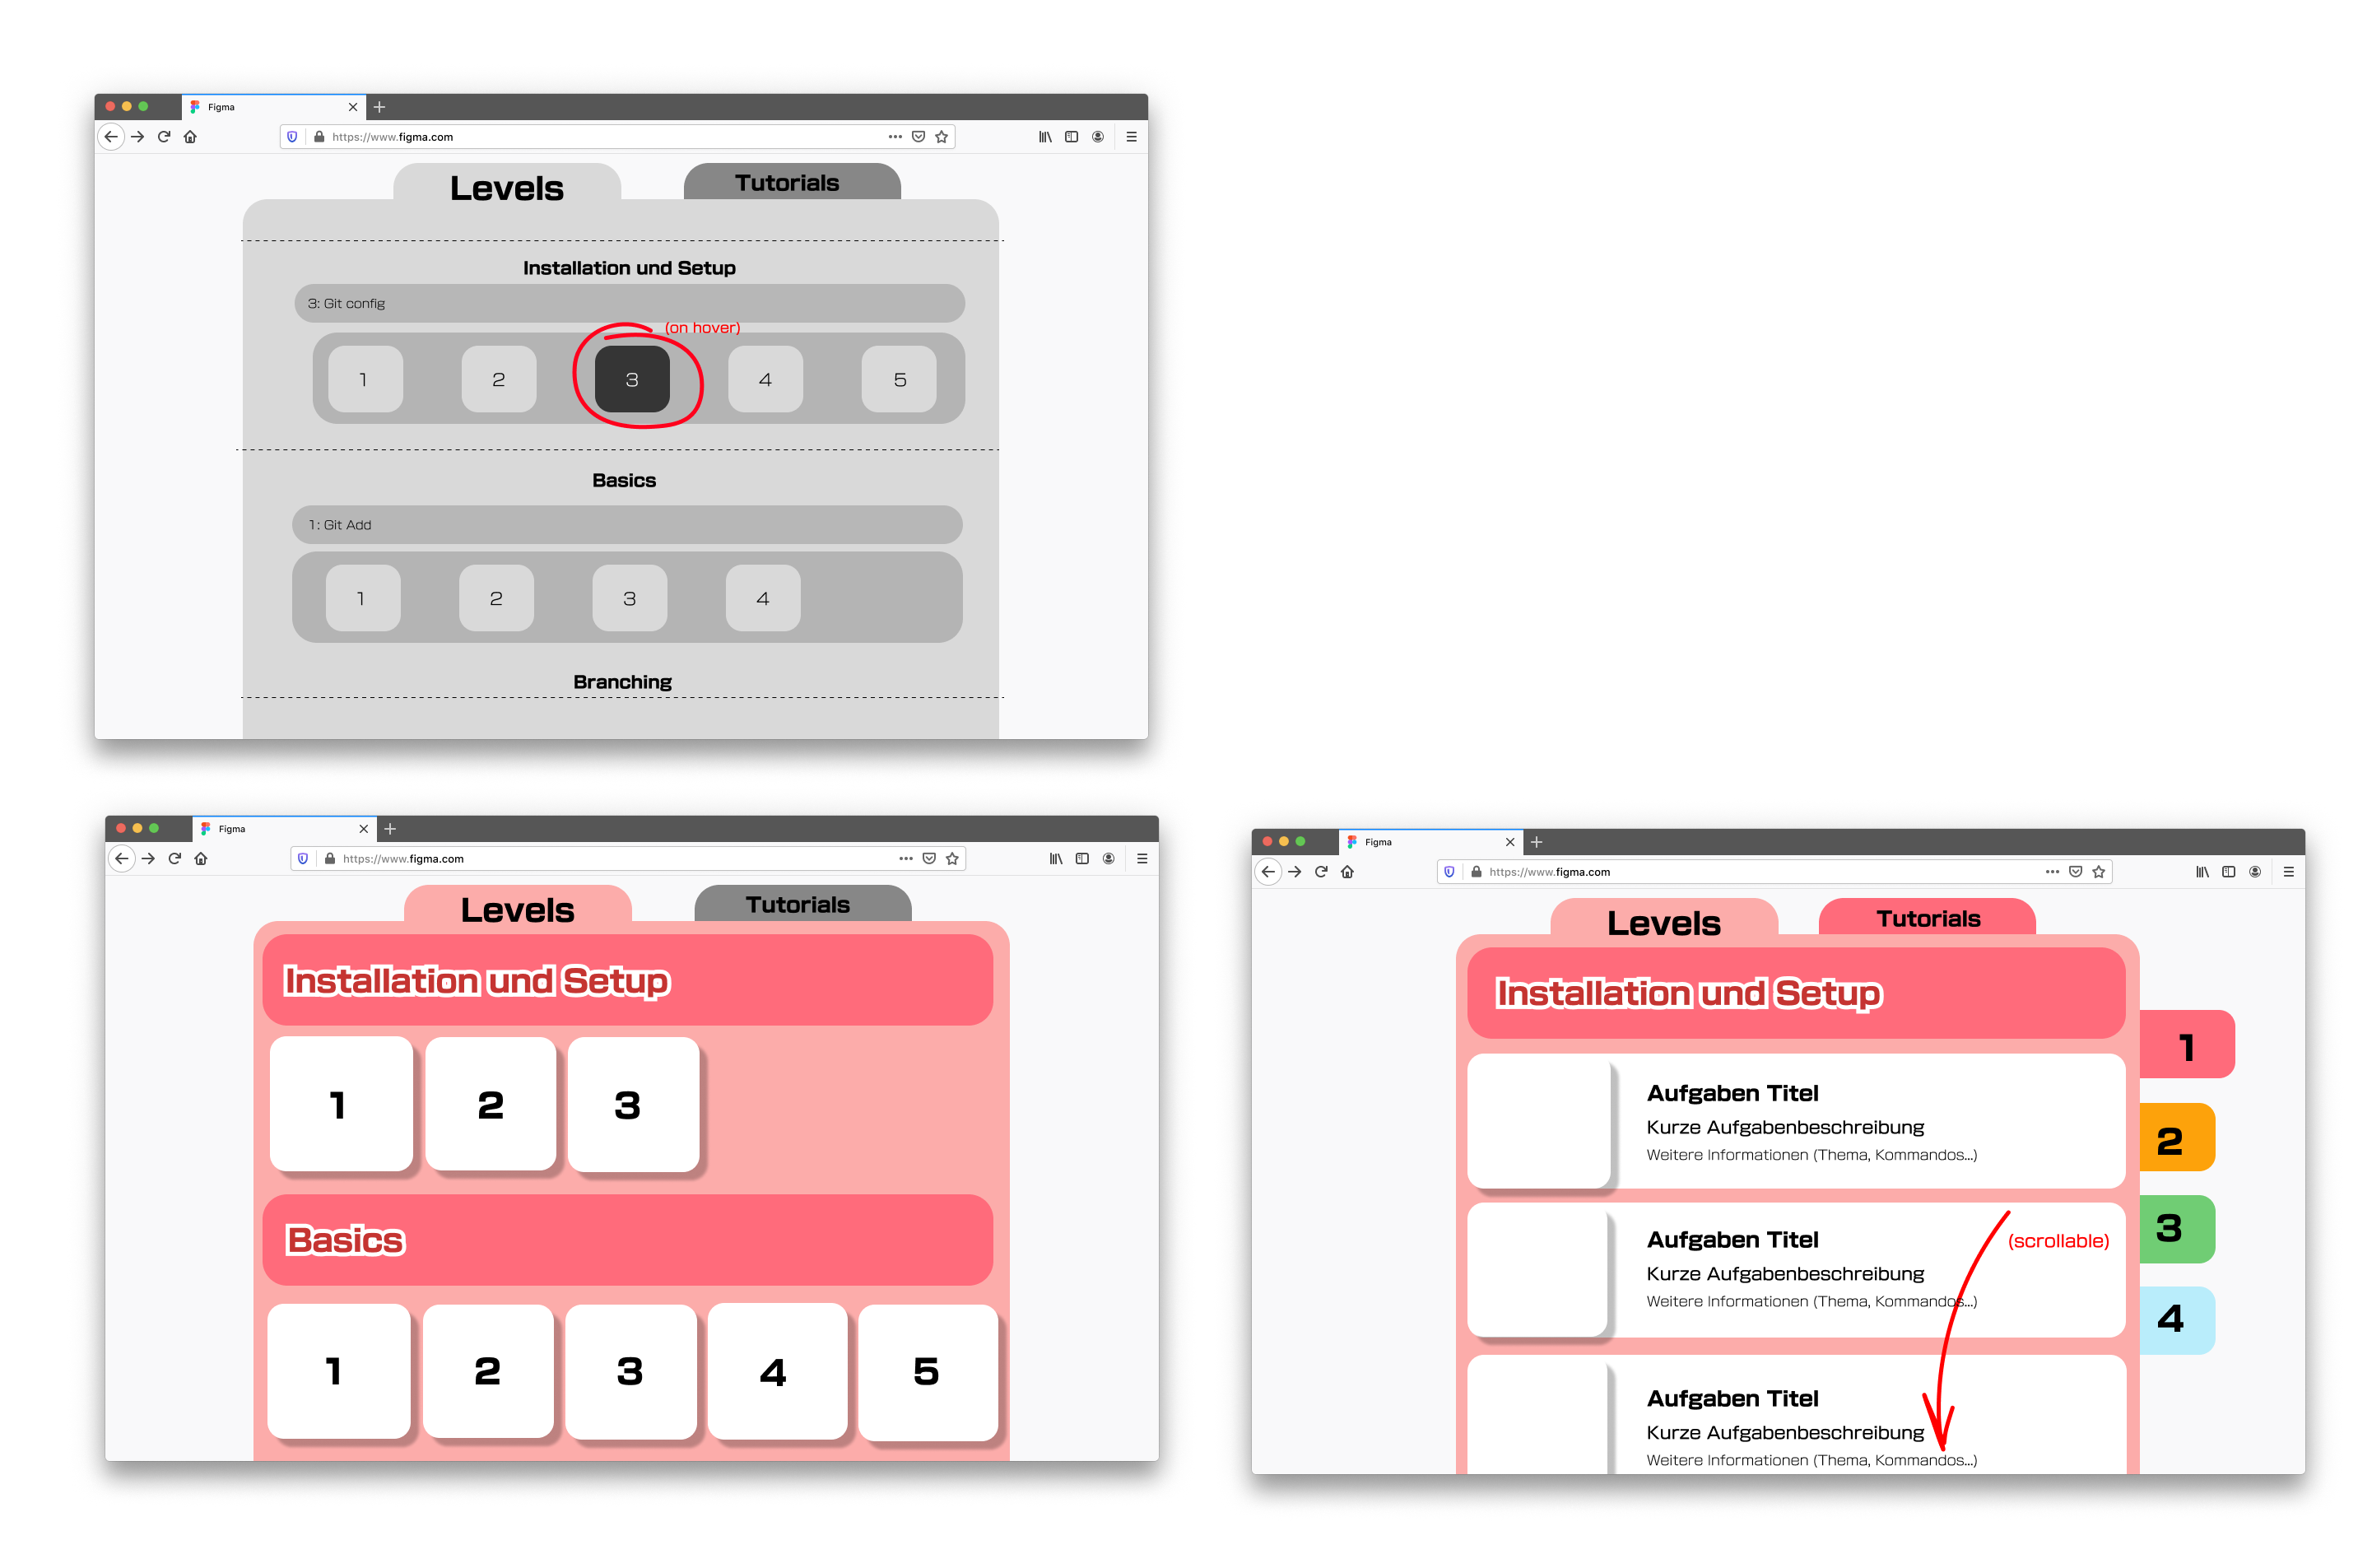 Figma
https://www.figma.com
Levels
Tutorials
Installation und Setup
3: Git config
(on hover)
1
2
3
4
5
Basics
1: Git Add
1
2
3
4
Branching
Figma
https://www.figma.com
Levels
Tutorials
Installation und Setup
1
2
3
Basics
1
2
3
4
5
Figma
https://www.figma.com
Levels
Tutorials
Installation und Setup
1
Aufgaben Titel
Kurze Aufgabenbeschreibung
Weitere Informationen (Thema, Kommandos...)
2
Aufgaben Titel
(scrollable)
Kurze Aufgabenbeschreibung
Weitere Informationen (Thema, Kommandos...)
3
4
Aufgaben Titel
Kurze Aufgabenbeschreibung
Weitere Informationen (Thema, Kommandos...)